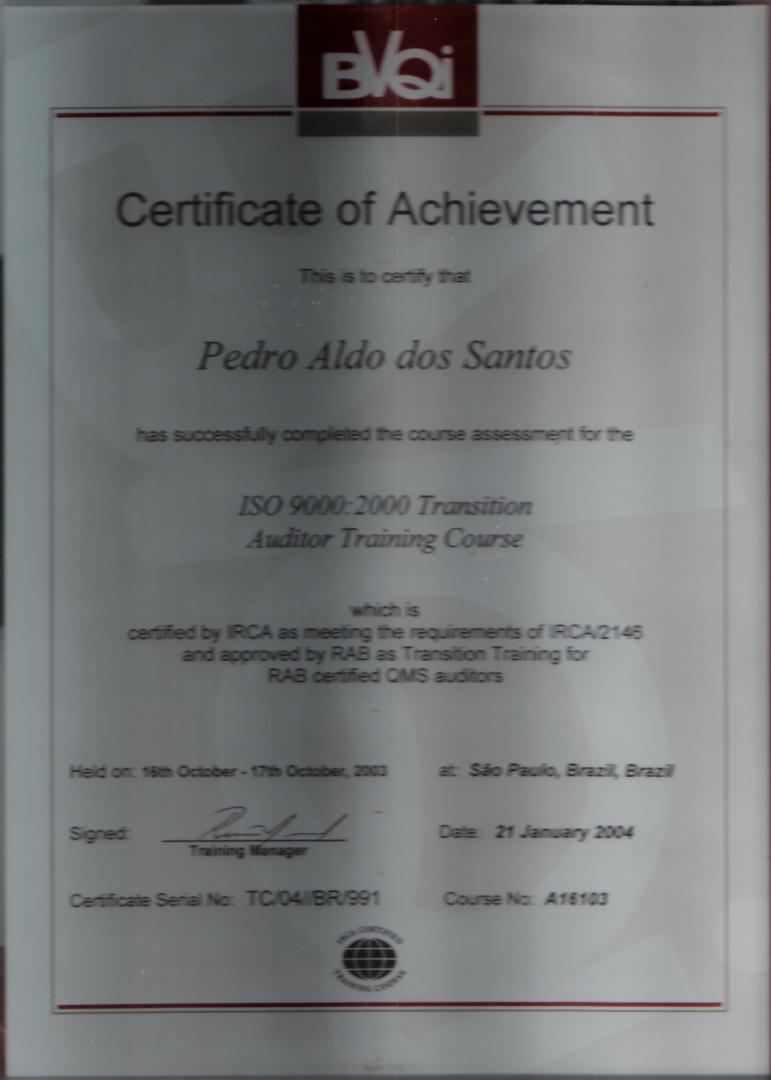 BVQi
Certificate of Achievement
This is to certify that
Pedro Aldo dos Santos
has successfully completed the course assessment for the
ISO 9000:2000 Transition
Auditor Training Course
which is
certified by IRCA as meeting the requirements of IRCA/2146
and approved by RAB as Transition Training for
RAB certified QMS auditors
Held on: 16th October - 17th October, 2003 at: São Paulo, Brazil, Brazil
Signed: Date: 21 January 2004
Training Manager
Certificate Serial No: TC/04//BR/991 Course No: A16103
IRCA CERTIFIED
TRAINING COURSE